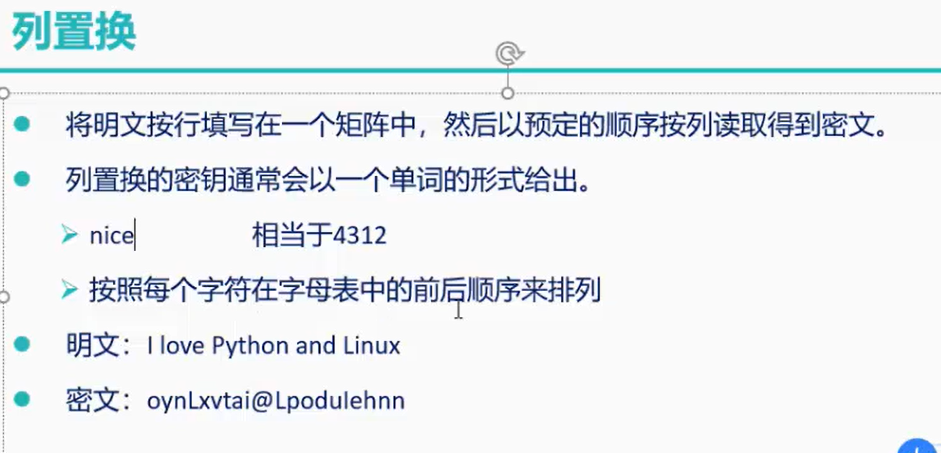 列置换
将明文按行填写在一个矩阵中，然后以预定的顺序按列读取得到密文。
列置换的密钥通常会以一个单词的形式给出。
nice 相当于4312
按照每个字符在字母表中的前后顺序来排列
明文：I love Python and Linux
密文：oynLxvtai@Lpodulehnn